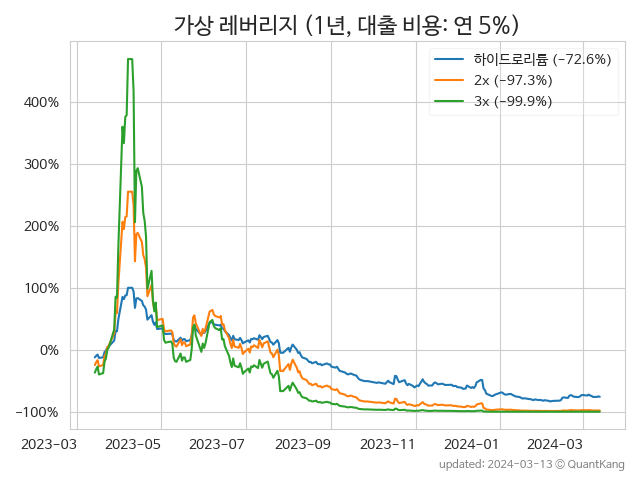 가상 레버리지 (1년, 대출 비용: 연 5%)
하이드로리튬 (−72.6%)
2x (−97.3%)
3x (−99.9%)
400%
300%
200%
100%
0%
−100%
2023−03 2023−05 2023−07 2023−09 2023−11 2024−01 2024−03
updated: 2024−03−13 © QuantKang